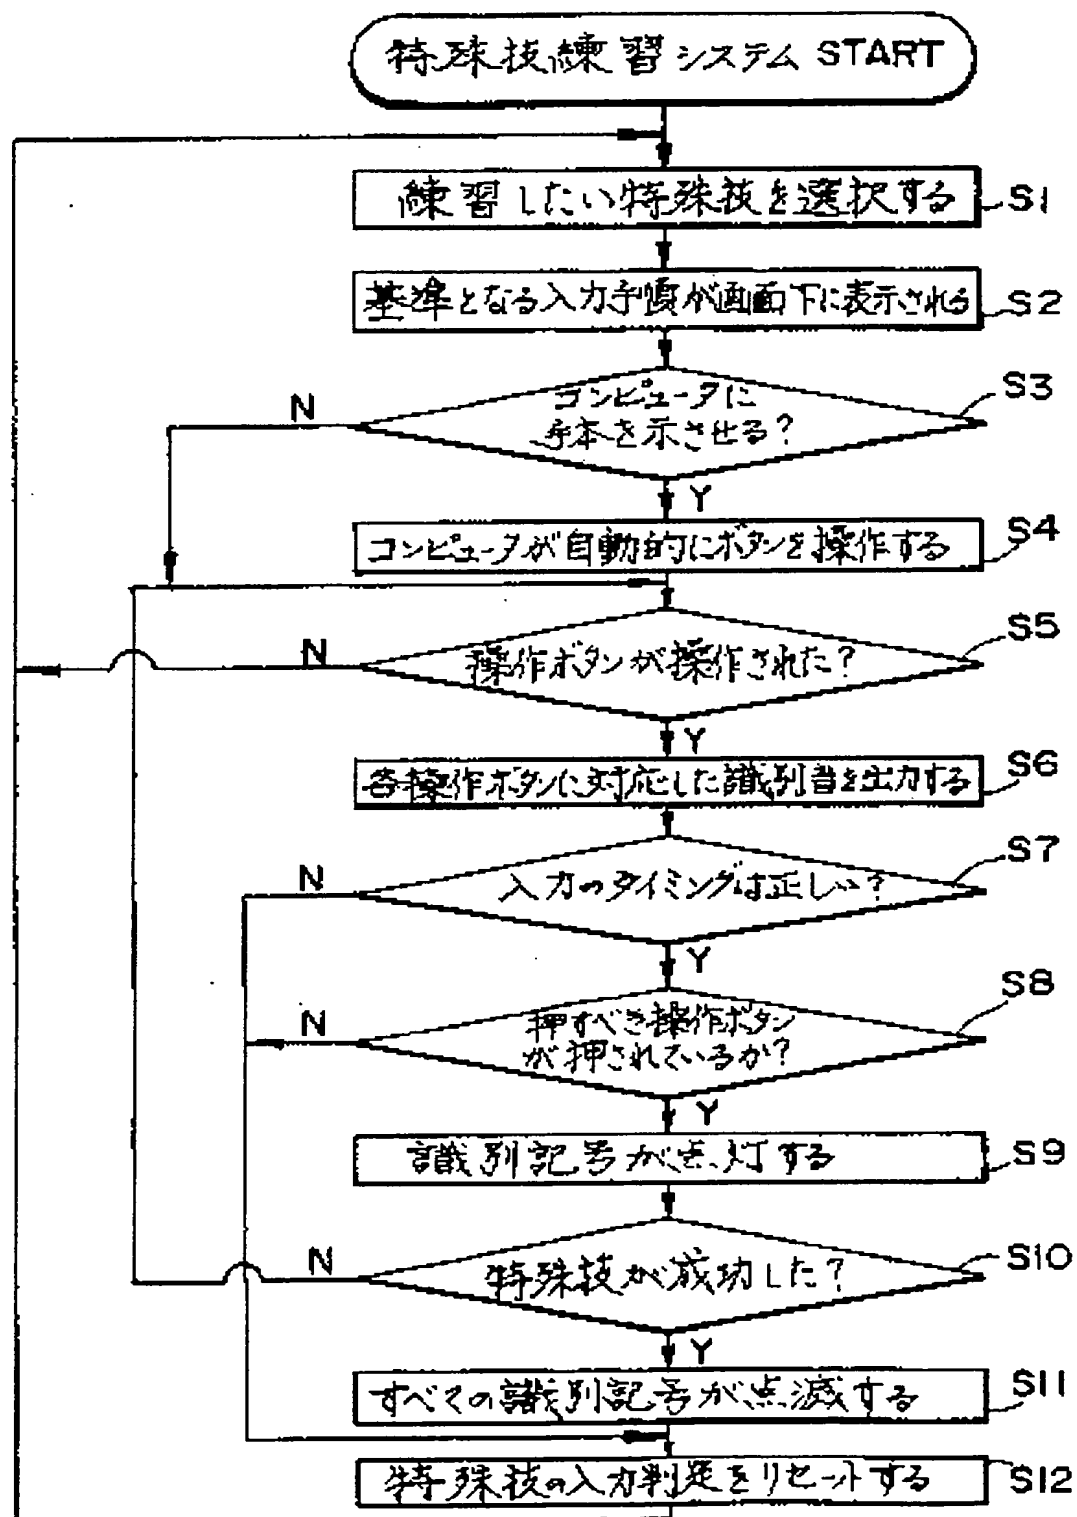 特殊技練習システム START
練習したい特殊技を選択する
S1
基準となる入力手順が画面下に表示される
S2
コンピュータに
手本を示させる?
S3
N
Y
コンピュータが自動的にボタンを操作する
S4
操作ボタンが操作された?
S5
N
Y
各操作ボタンに対応した識別音を出力する
S6
入力のタイミングは正しい?
S7
N
Y
押すべき操作ボタン
が押されているか?
S8
N
Y
識別記号が点灯する
S9
特殊技が成功した?
S10
N
Y
すべての識別記号が点滅する
S11
特殊技の入力判定をリセットする
S12